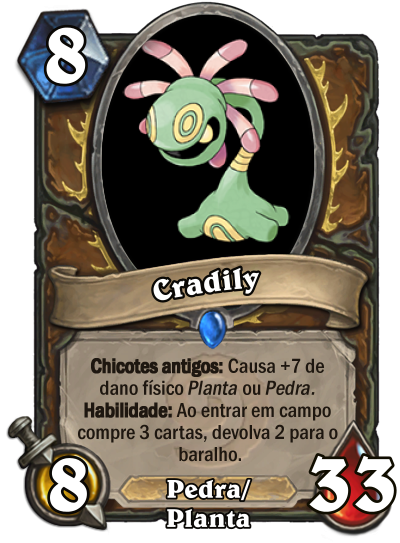 8
Cradily
Chicotes antigos: Causa +7 de
dano físico Planta ou Pedra.
Habilidade: Ao entrar em campo
compre 3 cartas, devolva 2 para o
baralho.
8
Pedra/
Planta
33